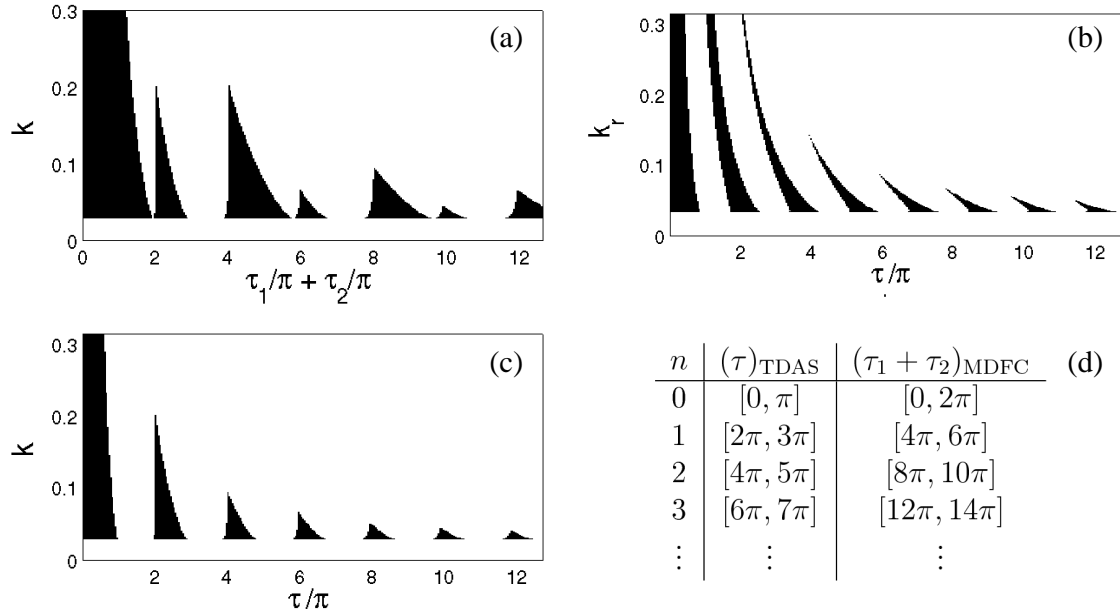 (a)
0.3
0.2
0.1
0
k
0 2 4 6 8 10 12
τ₁/π + τ₂/π
(b)
0.3
0.2
0.1
0
kᵣ
2 4 6 8 10 12
τ/π
(c)
0.3
0.2
0.1
0
k
2 4 6 8 10 12
τ/π
(d)
n (τ)TDAS (τ₁ + τ₂)MDFC
0 [0, π] [0, 2π]
1 [2π, 3π] [4π, 6π]
2 [4π, 5π] [8π, 10π]
3 [6π, 7π] [12π, 14π]
⋮ ⋮ ⋮